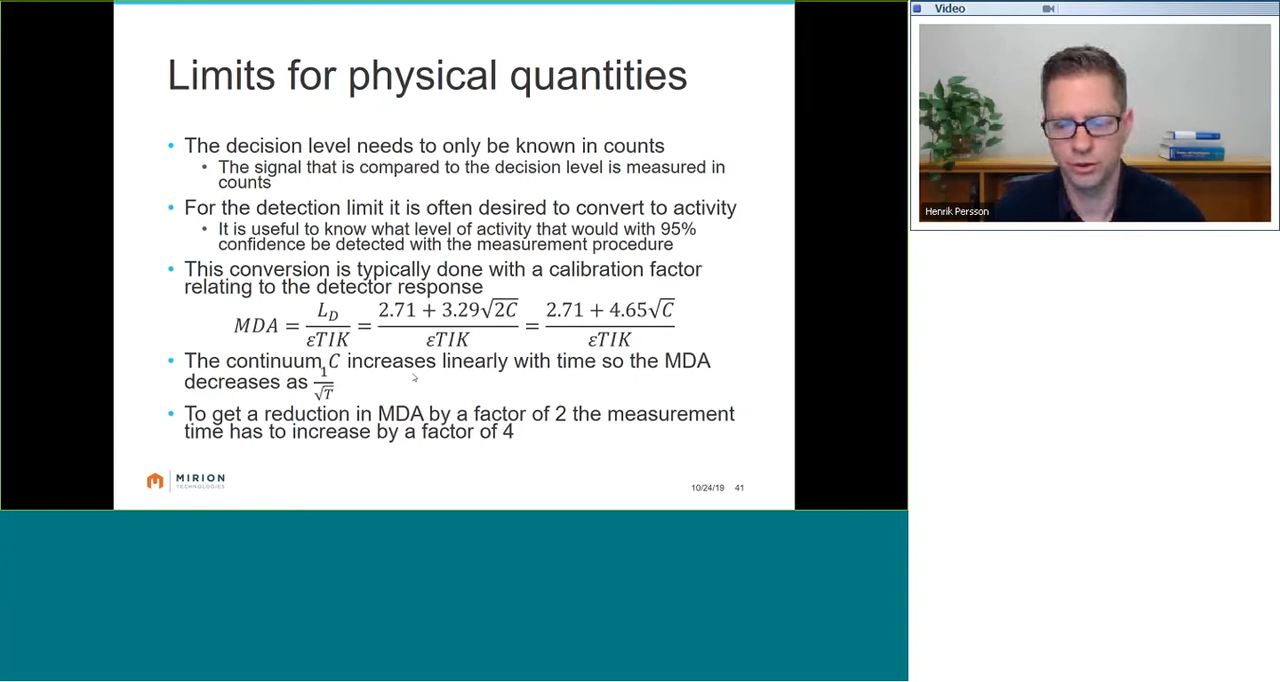 Limits for physical quantities
• The decision level needs to only be known in counts
• The signal that is compared to the decision level is measured in
counts
• For the detection limit it is often desired to convert to activity
• It is useful to know what level of activity that would with 95%
confidence be detected with the measurement procedure
• This conversion is typically done with a calibration factor
relating to the detector response
MDA = L_D/εTIK = (2.71 + 3.29√2C)/εTIK = (2.71 + 4.65√C)/εTIK
• The continuum, C increases linearly with time so the MDA
decreases as 1/√T
• To get a reduction in MDA by a factor of 2 the measurement
time has to increase by a factor of 4
MIRION
TECHNOLOGIES
10/24/19 41
Video
Henrik Persson